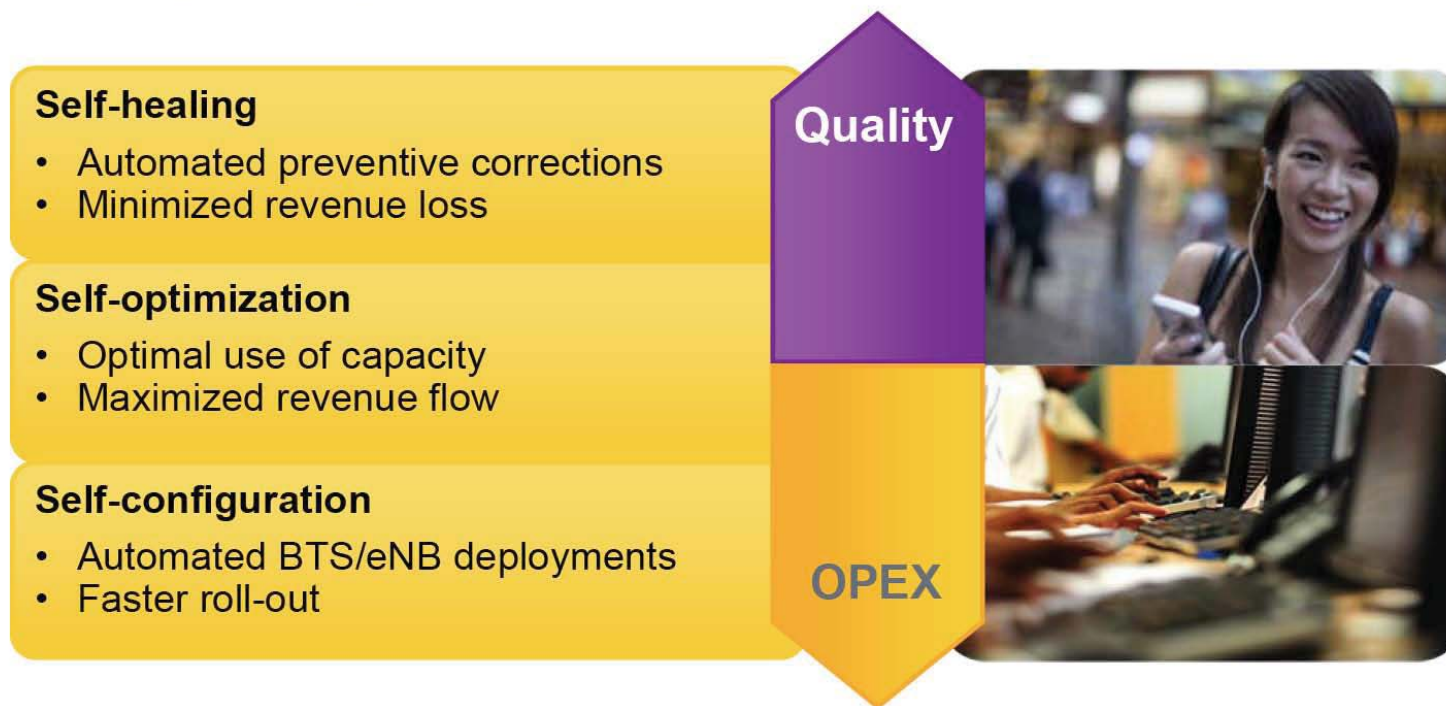 Self-healing
• Automated preventive corrections
• Minimized revenue loss
Self-optimization
• Optimal use of capacity
• Maximized revenue flow
Self-configuration
• Automated BTS/eNB deployments
• Faster roll-out
Quality
OPEX